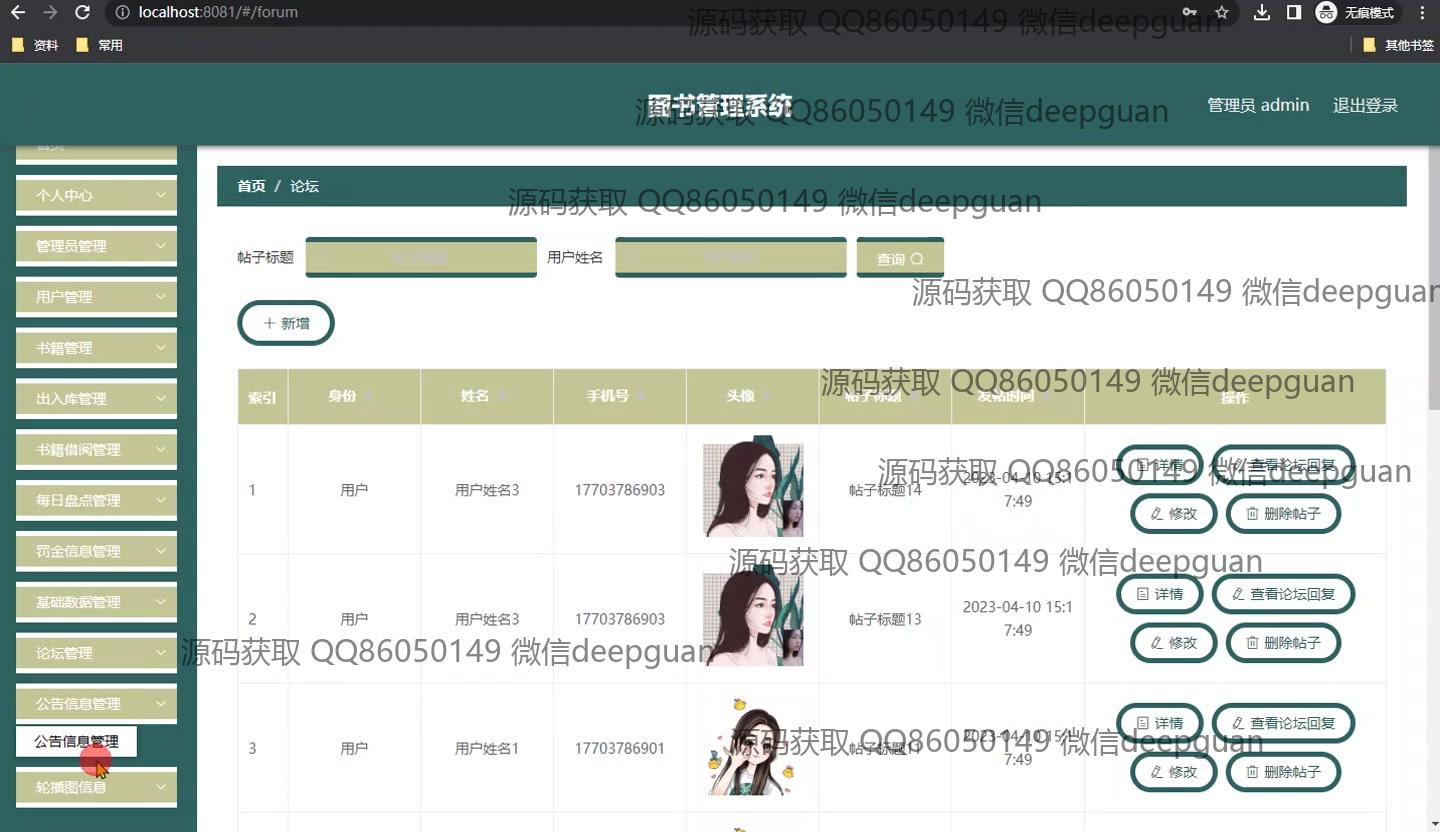 localhost:8081/#/forum
无痕模式
资料
常用
其他书签
图书管理系统
管理员 admin
退出登录
源码获取 QQ86050149 微信deepguan
源码获取 QQ86050149 微信deepguan
首页
个人中心
管理员管理
用户管理
书籍管理
出入库管理
书籍借阅管理
每日盘点管理
罚金信息管理
基础数据管理
论坛管理
公告信息管理
公告信息管理
轮播图信息
首页 / 论坛
源码获取 QQ86050149 微信deepguan
帖子标题
帖子标题
用户姓名
查询
源码获取 QQ86050149 微信deepguan
新增
索引 身份 姓名 手机号 头像 帖子标题 发帖时间 操作
源码获取 QQ86050149 微信deepguan
1 用户 用户姓名3 17703786903 帖子标题14 2023-04-10 15:1
7:49
详情 查看论坛回复
修改 删除帖子
源码获取 QQ86050149 微信deepguan
源码获取 QQ86050149 微信deepguan
2 用户 用户姓名3 17703786903 帖子标题13 2023-04-10 15:1
7:49
详情 查看论坛回复
修改 删除帖子
源码获取 QQ86050149 微信deepguan
3 用户 用户姓名1 17703786901 帖子标题11 2023-04-10 15:1
7:49
详情 查看论坛回复
修改 删除帖子
源码获取 QQ86050149 微信deepguan